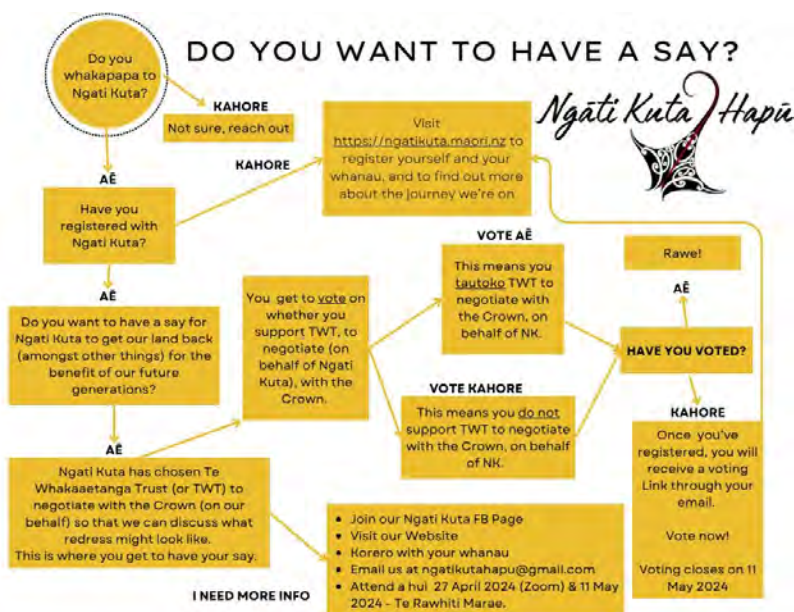 DO YOU WANT TO HAVE A SAY?
Ngāti Kuta Hapū
Do you
whakapapa to
Ngati Kuta?
KAHORE
Not sure, reach out
AĒ
Have you
registered with
Ngati Kuta?
KAHORE
Visit
https://ngatikuta.maori.nz to
register yourself and your
whanau, and to find out more
about the journey we're on
AĒ
Do you want to have a say for
Ngati Kuta to get our land back
(amongst other things) for the
benefit of our future
generations?
AĒ
Ngati Kuta has chosen Te
Whakaaetanga Trust (or TWT) to
negotiate with the Crown (on our
behalf) so that we can discuss what
redress might look like.
This is where you get to have your say.
You get to vote on
whether you
support TWT, to
negotiate (on
behalf of Ngati
Kuta), with the
Crown.
VOTE AĒ
This means you
tautoko TWT to
negotiate with
the Crown, on
behalf of NK.
VOTE KAHORE
This means you do not
support TWT to negotiate
with the Crown, on behalf
of NK.
Rawe!
AĒ
HAVE YOU VOTED?
KAHORE
Once you've
registered, you will
receive a voting
Link through your
email.
Vote now!
Voting closes on 11
May 2024
I NEED MORE INFO
• Join our Ngati Kuta FB Page
• Visit our Website
• Korero with your whanau
• Email us at ngatikutahapu@gmail.com
• Attend a hui 27 April 2024 (Zoom) & 11 May
2024 - Te Rawhiti Marae.